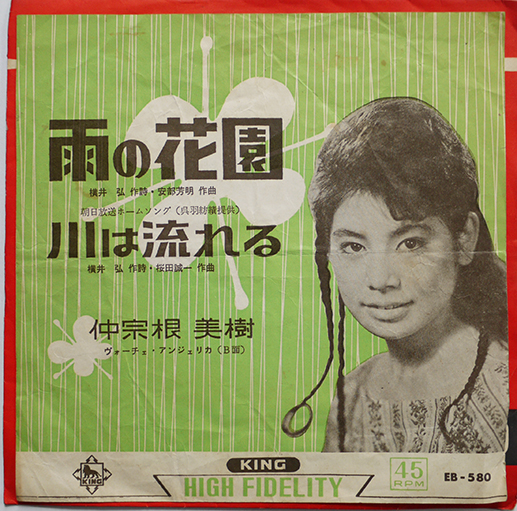 雨の花園
横井 弘 作詩・安部芳明 作曲
朝日放送ホームソング（呉羽紡績提供）
川は流れる
横井 弘 作詩・桜田誠一 作曲
仲宗根 美樹
ヴォーチェ・アンジェリカ（B面）
KING
KING
HIGH FIDELITY
45
RPM
EB-580